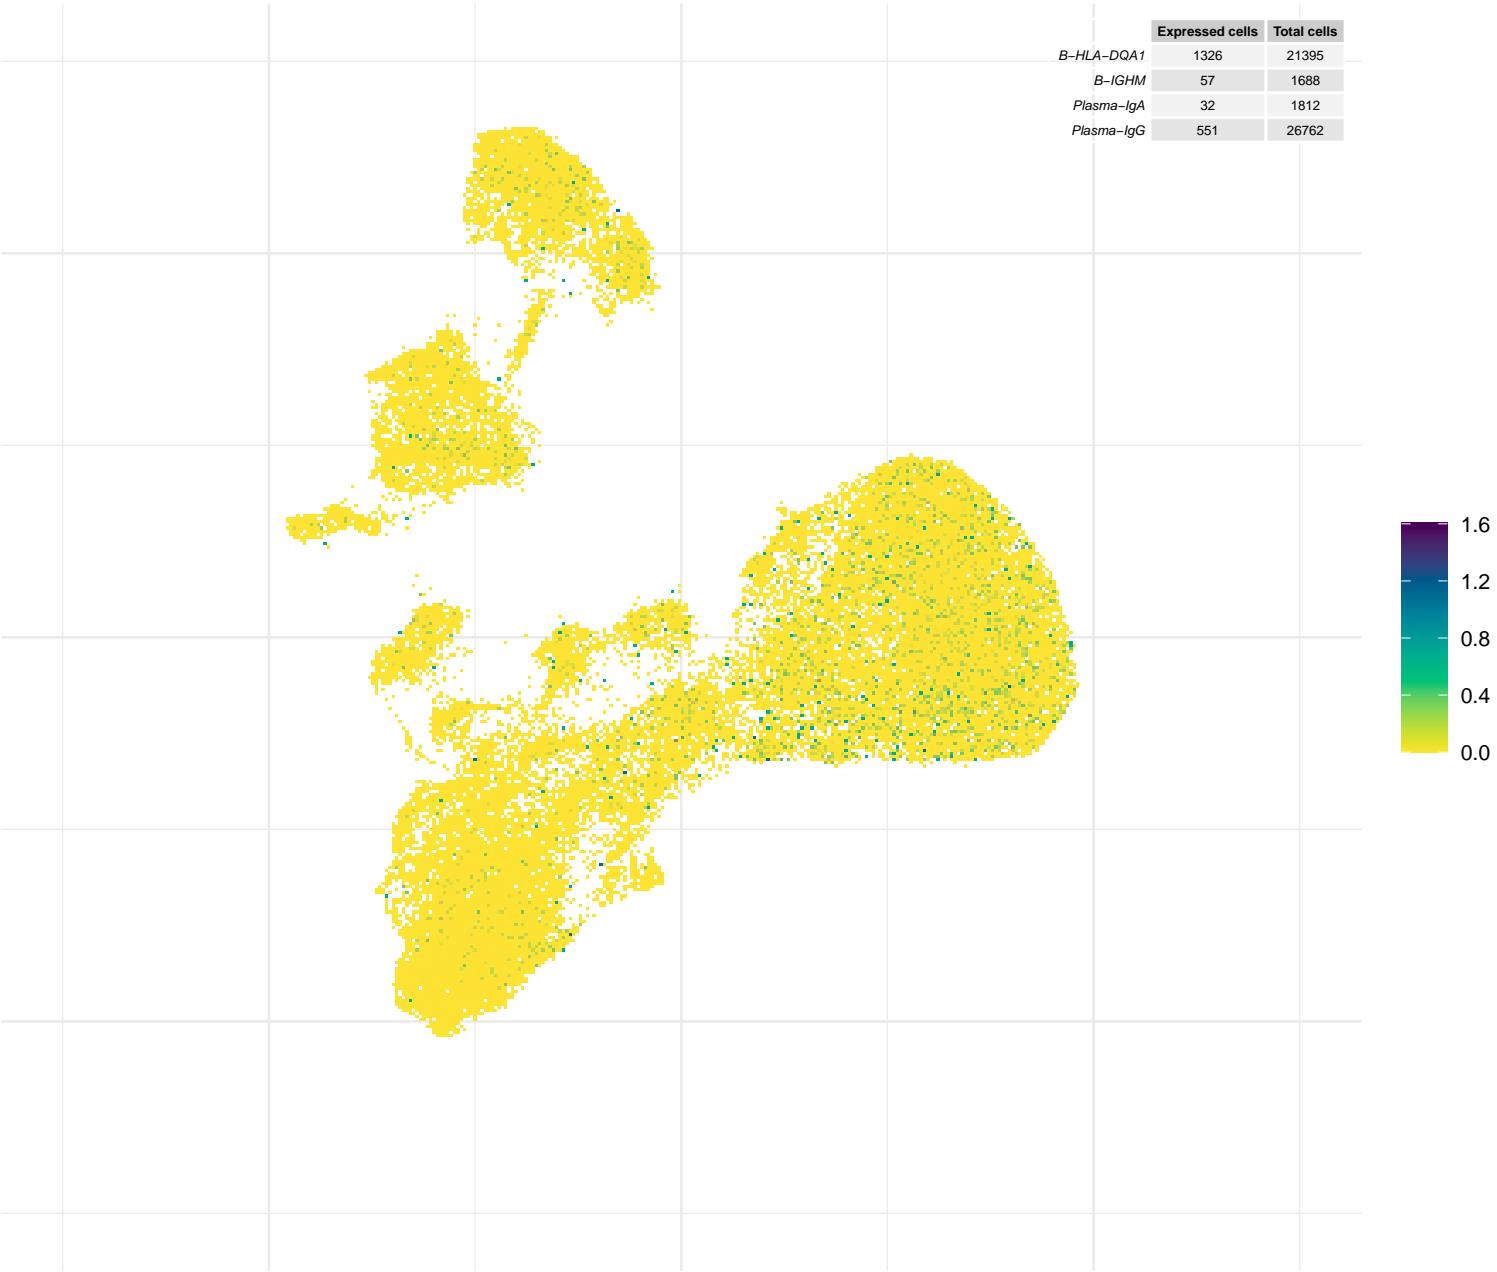 Expressed cells Total cells
B−HLA−DQA1 1326 21395
B−IGHM 57 1688
Plasma−IgA 32 1812
Plasma−IgG 551 26762
1.6
1.2
0.8
0.4
0.0